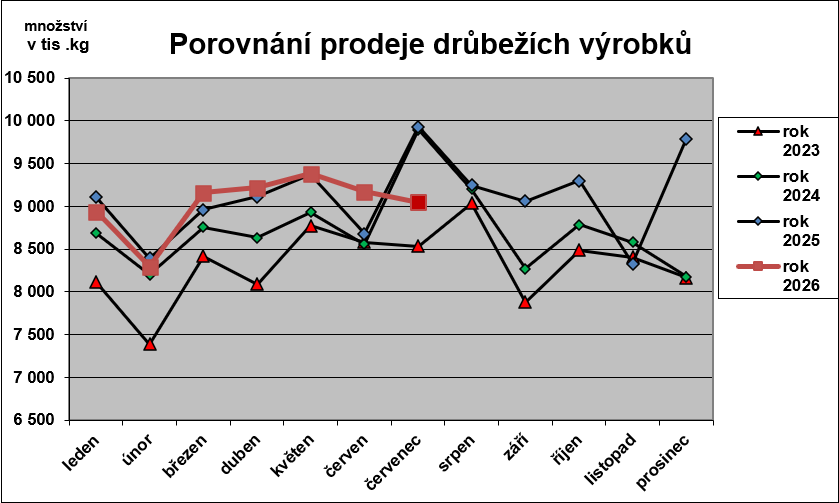 množství
v tis .kg
Porovnání prodeje drůbežích výrobků
10 500
10 000
9 500
9 000
8 500
8 000
7 500
7 000
6 500
leden
únor
březen
duben
květen
červen
červenec
srpen
září
říjen
listopad
prosinec
rok
2023
rok
2024
rok
2025
rok
2026